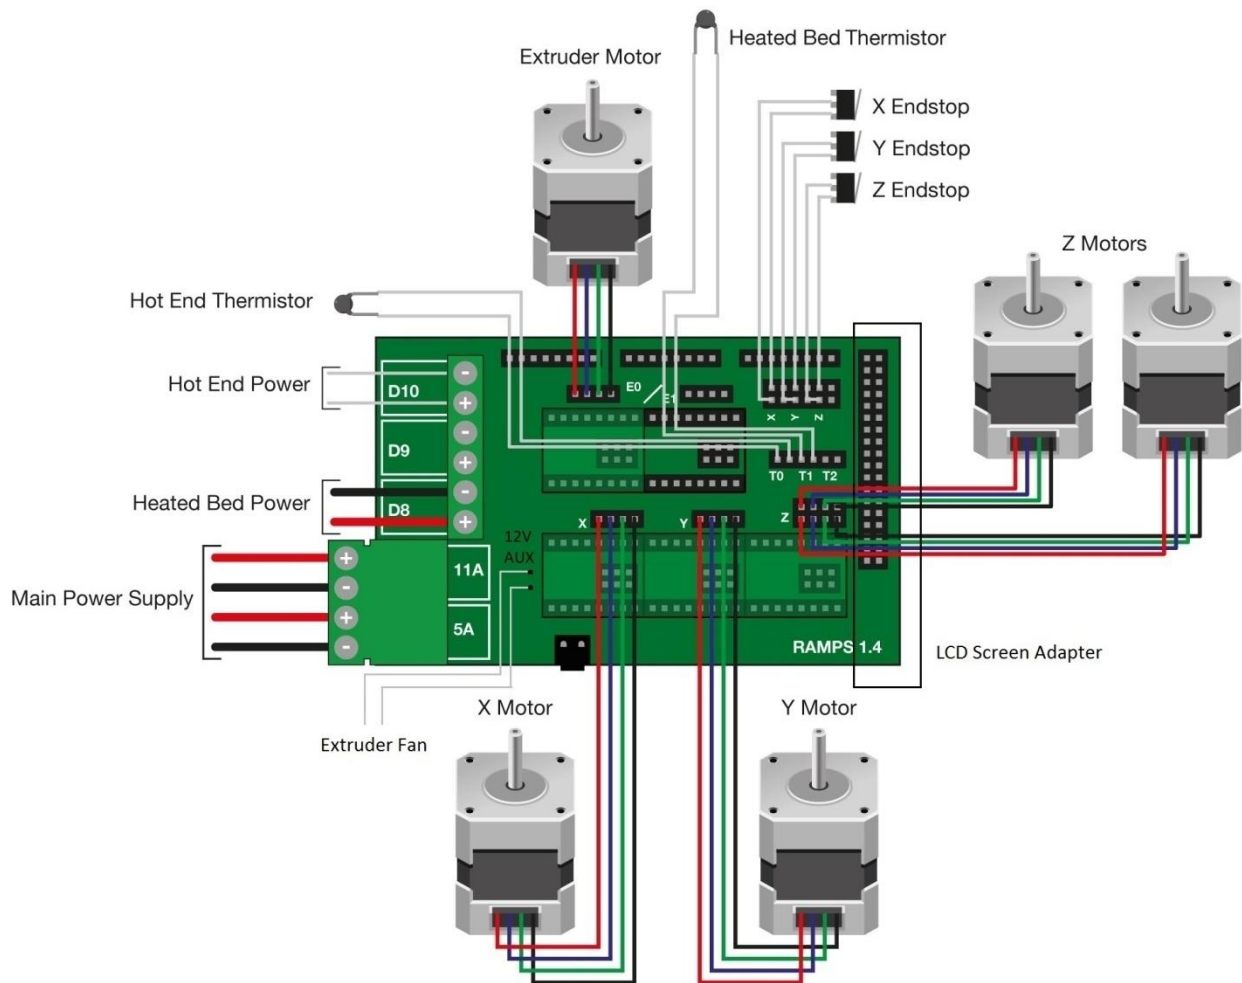 Heated Bed Thermistor
Extruder Motor
X Endstop
Y Endstop
Z Endstop
Z Motors
Hot End Thermistor
Hot End Power
D10
-
+
E0
E1
X
Y
Z
D9
-
+
T0 T1 T2
Heated Bed Power
D8
-
+
X
Y
Z
12V
AUX
Main Power Supply
+
11A
-
+
5A
-
RAMPS 1.4
LCD Screen Adapter
X Motor
Y Motor
Extruder Fan